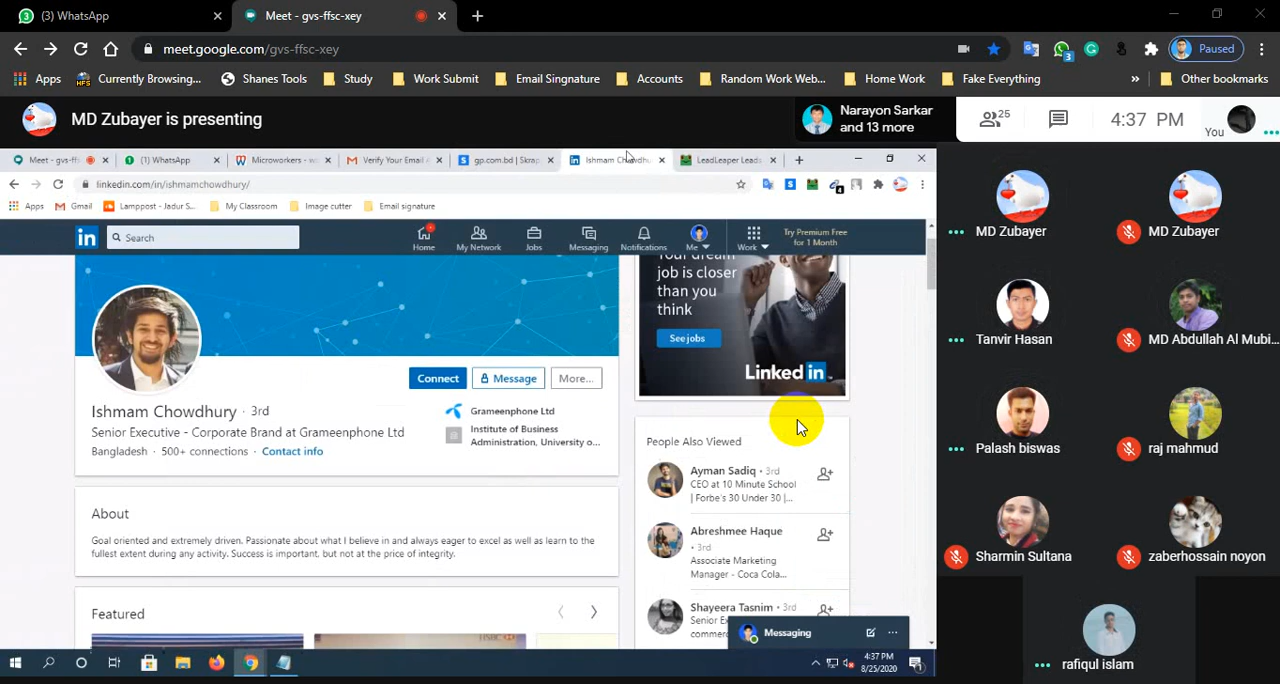 (3) WhatsApp
Meet - gvs-ffsc-xey
meet.google.com/gvs-ffsc-xey
Paused
Apps
Currently Browsing...
Shanes Tools
Study
Work Submit
Email Singnature
Accounts
Random Work Web...
Home Work
Fake Everything
»
Other bookmarks
MD Zubayer is presenting
Narayon Sarkar
and 13 more
25
4:37 PM
You
Meet - gvs-ff
(1) WhatsApp
Microworkers - wo
Verify Your Email
gp.com.bd | Skrap
Ishmam Chowdhu
LeadLeaper Leads
linkedin.com/in/ishmamchowdhury/
Apps
Gmail
Lamppost - Jadur S...
My Classroom
Image cutter
Email signature
in
Search
Home
My Network
Jobs
Messaging
Notifications
Me
Work
Try Premium Free
for 1 Month
Your dream
job is closer
than you
think
See jobs
Linked in
Connect
Message
More...
Ishmam Chowdhury · 3rd
Senior Executive - Corporate Brand at Grameenphone Ltd
Bangladesh · 500+ connections · Contact info
Grameenphone Ltd
Institute of Business
Administration, University o...
About
Goal oriented and extremely driven. Passionate about what I believe in and always eager to excel as well as learn to the
fullest extent during any activity. Success is important, but not at the price of integrity.
Featured
People Also Viewed
Ayman Sadiq · 3rd
CEO at 10 Minute School
| Forbe's 30 Under 30 |...
Abreshmee Haque
· 3rd
Associate Marketing
Manager - Coca Cola...
Shayeera Tasnim · 3rd
Senior Ex
comme
Messaging
MD Zubayer
MD Zubayer
Tanvir Hasan
MD Abdullah Al Mubi...
Palash biswas
raj mahmud
Sharmin Sultana
zaberhossain noyon
rafiqul islam
4:37 PM
8/25/2020